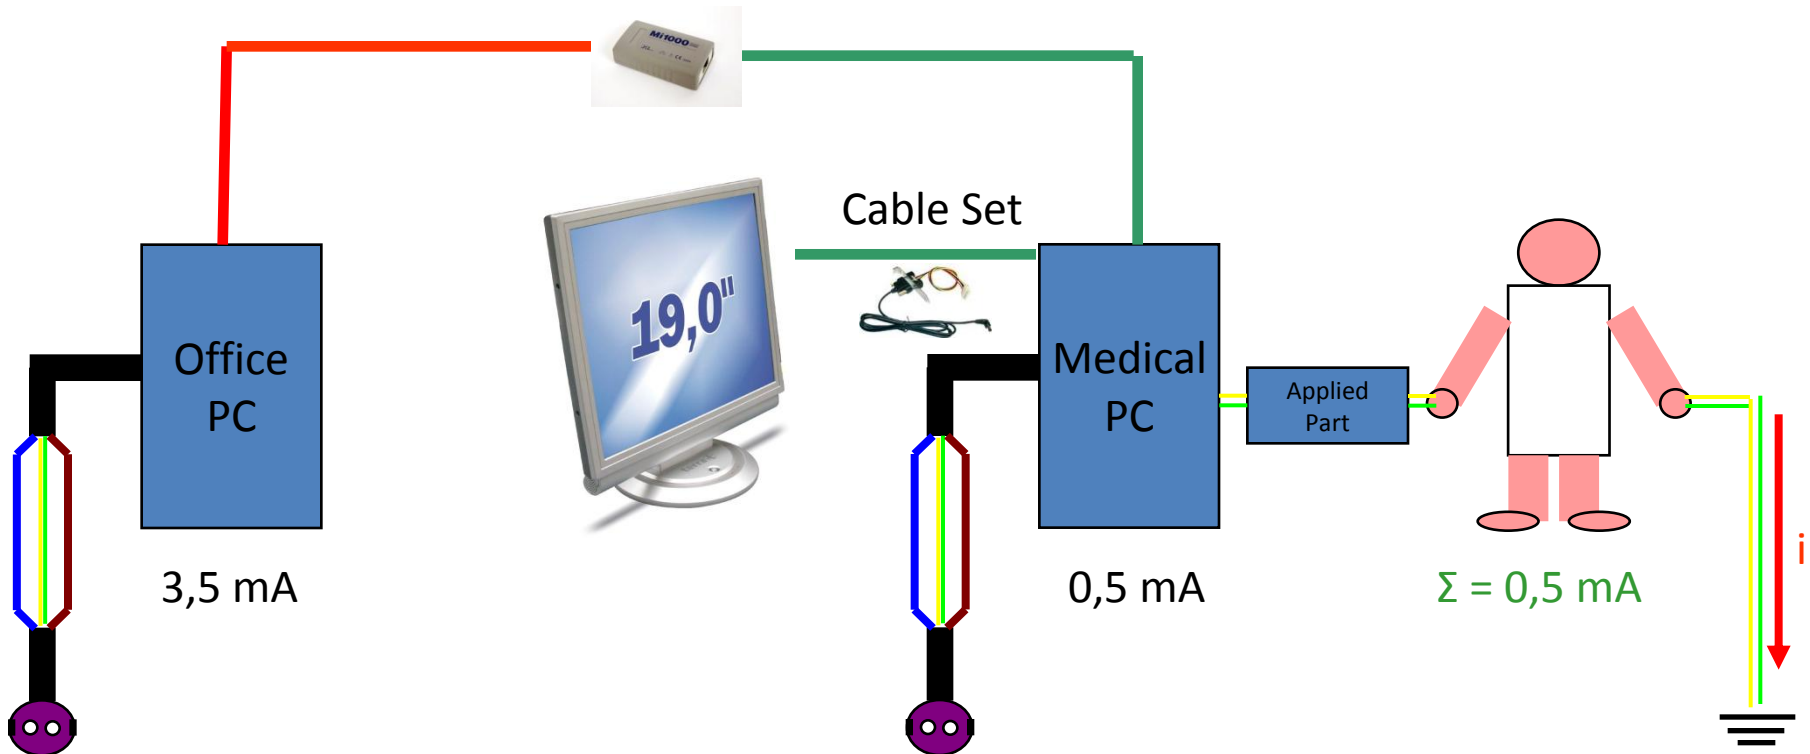 Mi1000
Cable Set
19,0"
Office
PC
Medical
PC
Applied
Part
3,5 mA
0,5 mA
Σ = 0,5 mA
i